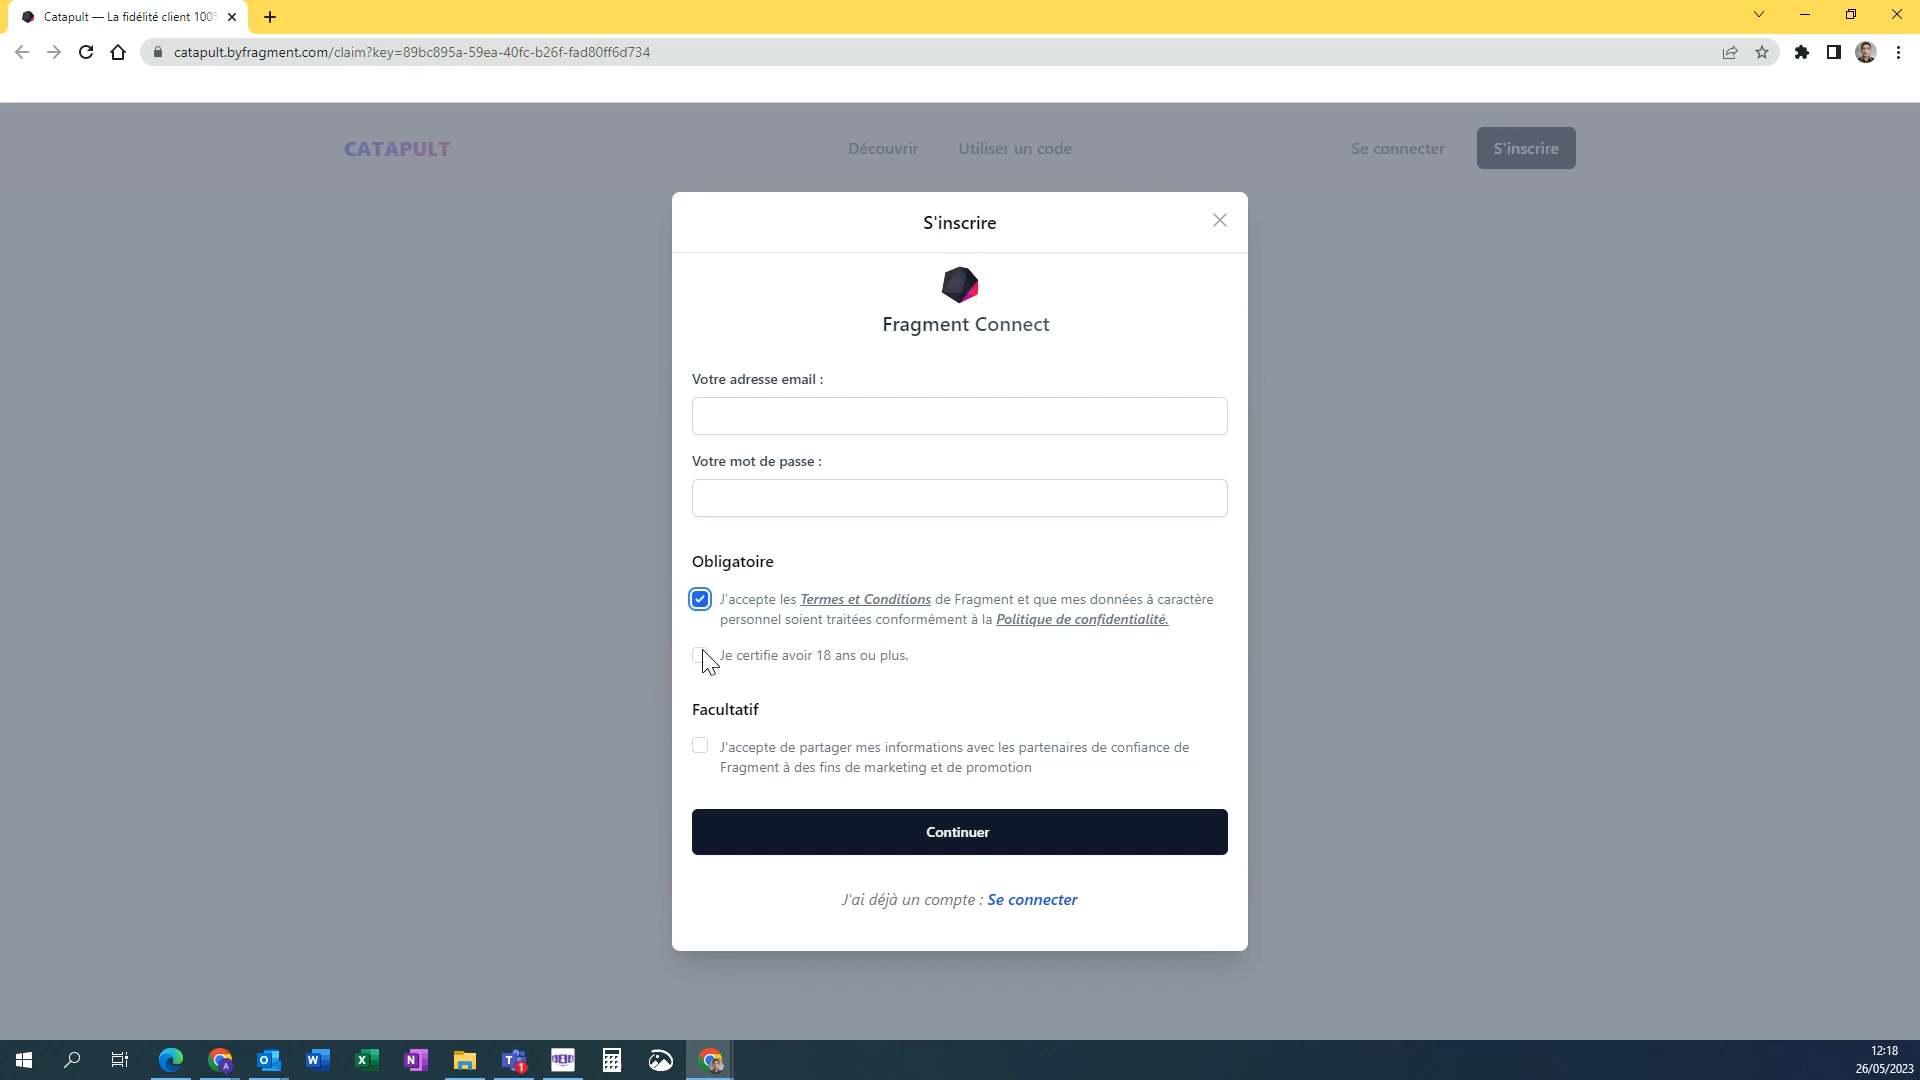 Catapult — La fidélité client 100
catapult.byfragment.com/claim?key=89bc895a-59ea-40fc-b26f-fad80ff6d734
CATAPULT
Découvrir
Utiliser un code
Se connecter
S'inscrire
S'inscrire
Fragment Connect
Votre adresse email :
Votre mot de passe :
Obligatoire
J'accepte les Termes et Conditions de Fragment et que mes données à caractère
personnel soient traitées conformément à la Politique de confidentialité.
Je certifie avoir 18 ans ou plus.
Facultatif
J'accepte de partager mes informations avec les partenaires de confiance de
Fragment à des fins de marketing et de promotion
Continuer
J'ai déjà un compte : Se connecter
12:18
26/05/2023